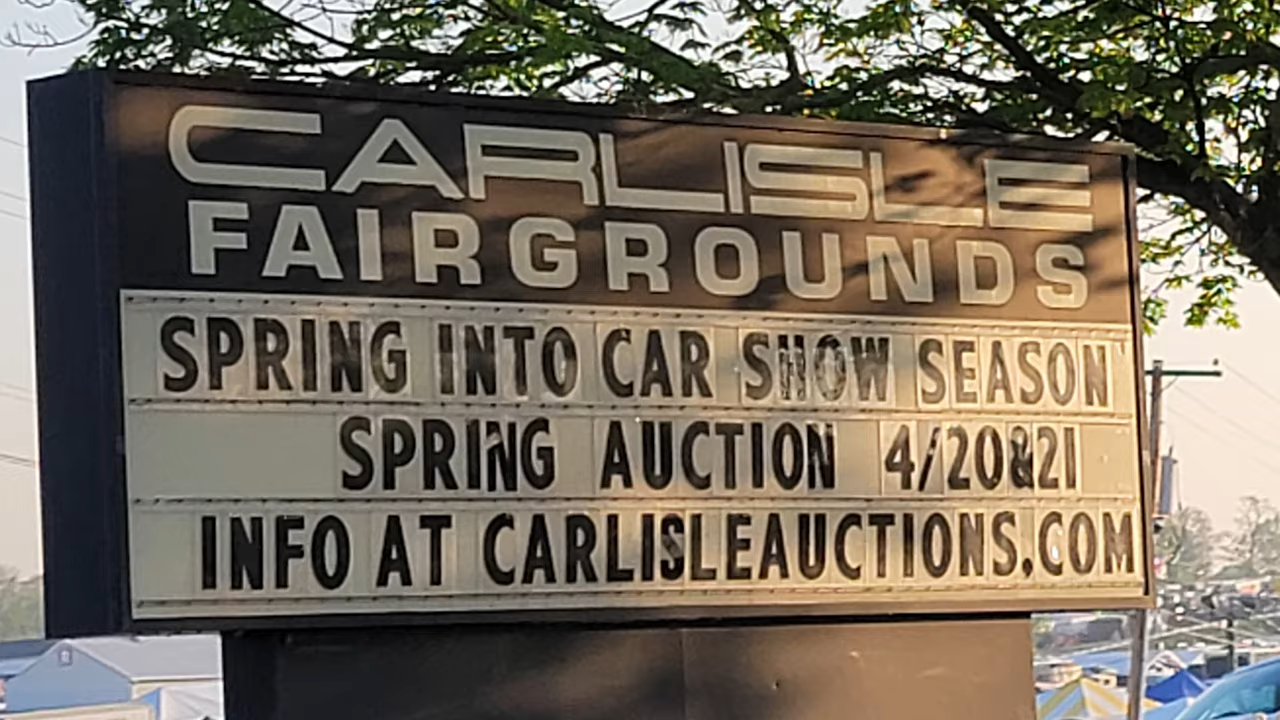 CARLISLE
FAIRGROUNDS
SPRING INTO CAR SHOW SEASON
SPRING AUCTION 4/20&21
INFO AT CARLISLEAUCTIONS.COM